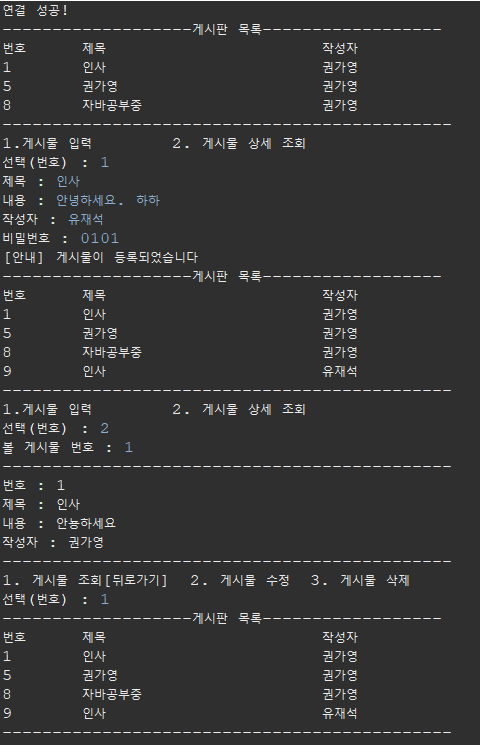 연결 성공!
-------------------게시판 목록------------------
번호 제목 작성자
1 인사 권가영
5 권가영 권가영
8 자바공부중 권가영
---------------------------------------------
1.게시물 입력 2. 게시물 상세 조회
선택(번호) : 1
제목 : 인사
내용 : 안녕하세요. 하하
작성자 : 유재석
비밀번호 : 0101
[안내] 게시물이 등록되었습니다
-------------------게시판 목록------------------
번호 제목 작성자
1 인사 권가영
5 권가영 권가영
8 자바공부중 권가영
9 인사 유재석
---------------------------------------------
1.게시물 입력 2. 게시물 상세 조회
선택(번호) : 2
볼 게시물 번호 : 1
---------------------------------------------
번호 : 1
제목 : 인사
내용 : 안뇽하세요
작성자 : 권가영
---------------------------------------------
1. 게시물 조회[뒤로가기] 2. 게시물 수정 3. 게시물 삭제
선택(번호) : 1
-------------------게시판 목록------------------
번호 제목 작성자
1 인사 권가영
5 권가영 권가영
8 자바공부중 권가영
9 인사 유재석
---------------------------------------------